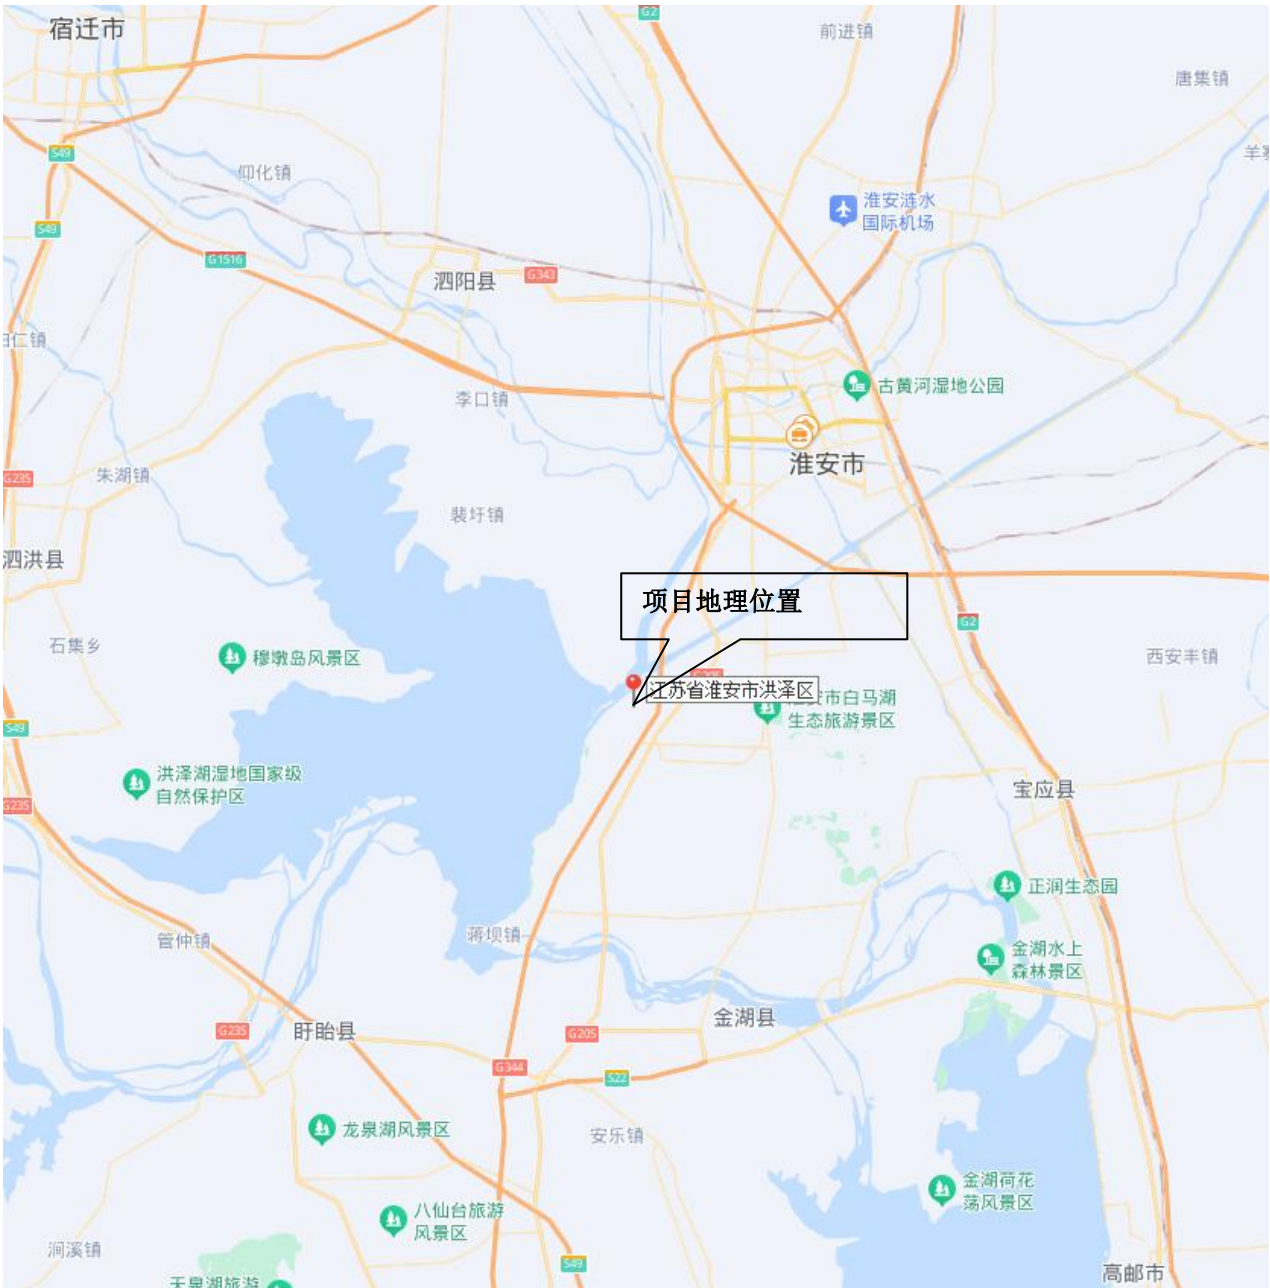 宿迁市
G2
前进镇
唐集镇
S49
仰化镇
淮安涟水
国际机场
S49
G1516
泗阳县
G343
李口镇
古黄河湿地公园
淮安市
G235
朱湖镇
裴圩镇
泗洪县
项目地理位置
G2
石集乡
穆墩岛风景区
西安丰镇
江苏省淮安市洪泽区
市白马湖
生态旅游景区
S49
洪泽湖湿地国家级
自然保护区
G235
宝应县
正润生态园
管仲镇
蒋坝镇
金湖水上
森林景区
G235
盱眙县
G205
金湖县
G344
S22
龙泉湖风景区
安乐镇
金湖荷花
荡风景区
八仙台旅游
风景区
涧溪镇
S49
高邮市
天泉湖旅游